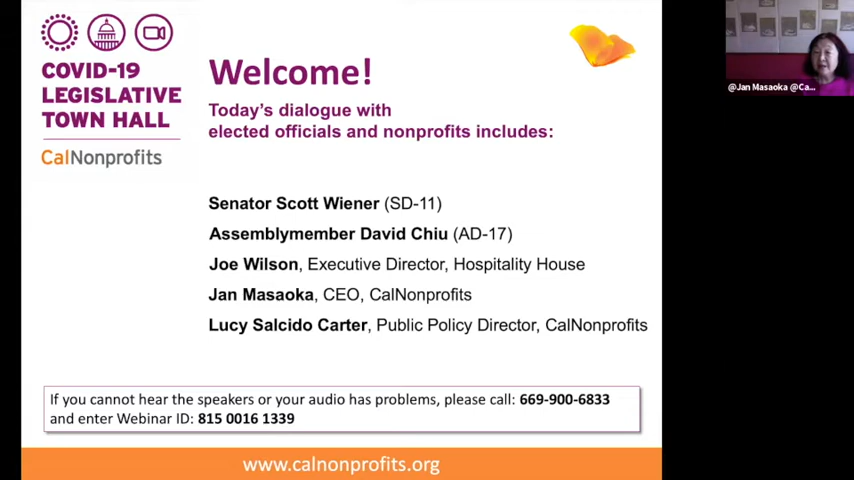 COVID-19
LEGISLATIVE
TOWN HALL
CalNonprofits
Welcome!
Today's dialogue with
elected officials and nonprofits includes:
Senator Scott Wiener (SD-11)
Assemblymember David Chiu (AD-17)
Joe Wilson, Executive Director, Hospitality House
Jan Masaoka, CEO, CalNonprofits
Lucy Salcido Carter, Public Policy Director, CalNonprofits
If you cannot hear the speakers or your audio has problems, please call: 669-900-6833
and enter Webinar ID: 815 0016 1339
www.calnonprofits.org
@Jan Masaoka @Ca...